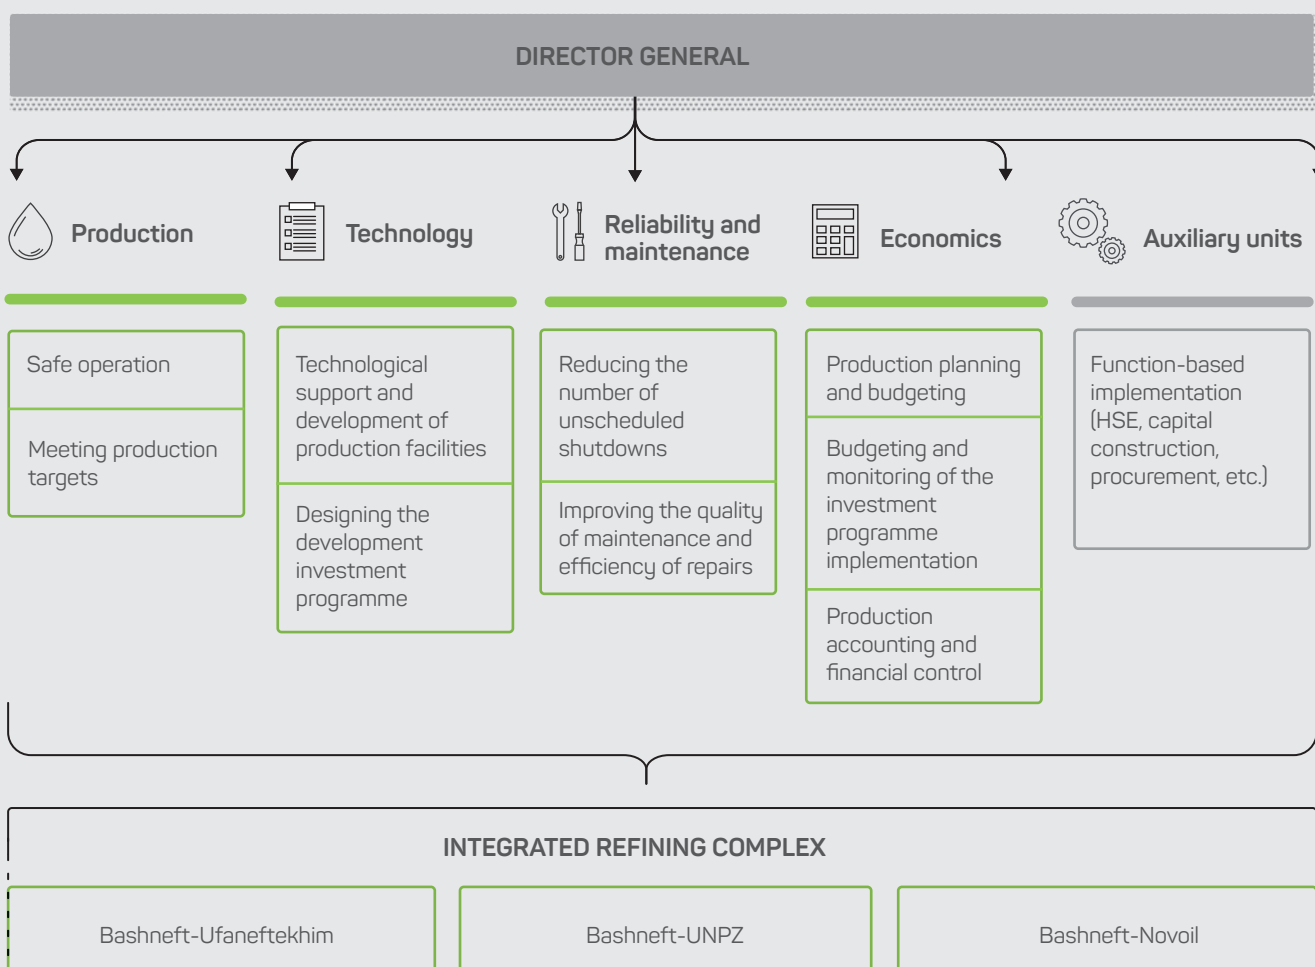 DIRECTOR GENERAL
Production
Technology
Reliability and
maintenance
Economics
Auxiliary units
Safe operation
Meeting production
targets
Technological
support and
development of
production facilities
Designing the
development
investment
programme
Reducing the
number of
unscheduled
shutdowns
Improving the quality
of maintenance and
efficiency of repairs
Production planning
and budgeting
Budgeting and
monitoring of the
investment
programme
implementation
Production
accounting and
financial control
Function-based
implementation
(HSE, capital
construction,
procurement, etc.)
INTEGRATED REFINING COMPLEX
Bashneft-Ufaneftekhim
Bashneft-UNPZ
Bashneft-Novoil